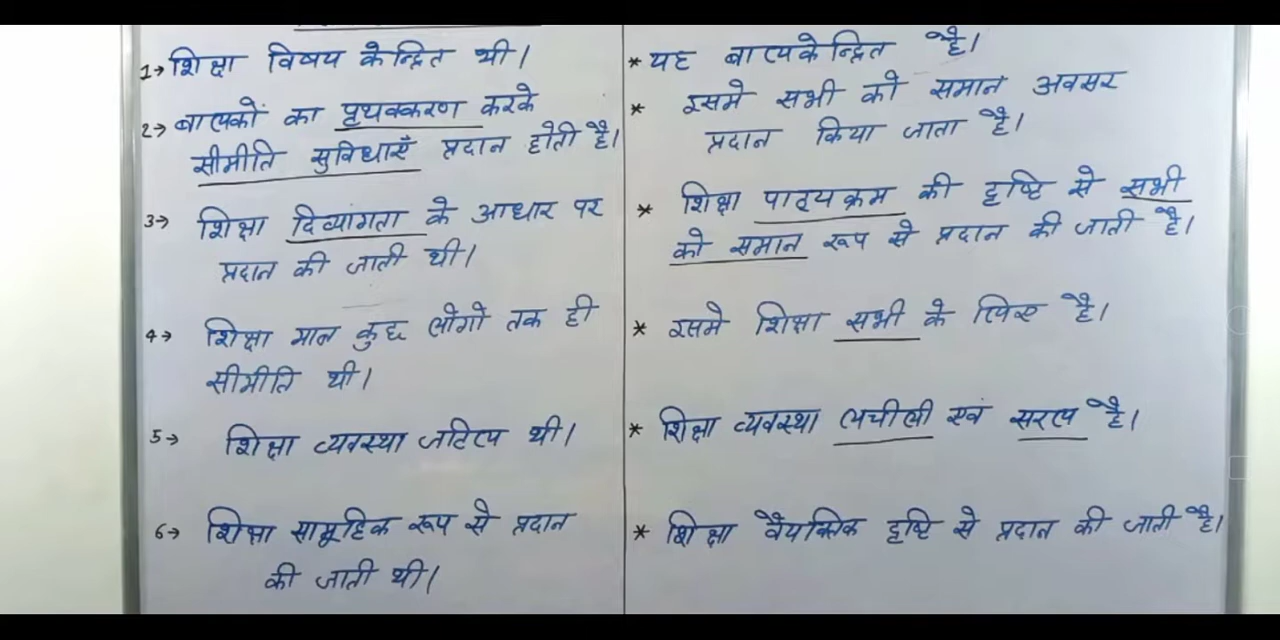 1→ शिक्षा विषय केन्द्रित थी।
2→ बालकों का पृथक्करण करके
सीमीति सुविधाएँ प्रदान होती है।
3→ शिक्षा दिव्यागता के आधार पर
प्रदान की जाती थी।
4→ शिक्षा मान कुछ लोगो तक ही
सीमीति थी।
5→ शिक्षा व्यवस्था जटिल थी।
6→ शिक्षा सामूहिक रूप से प्रदान
की जाती थी।
* यह बालकेन्द्रित है।
* इसमे सभी को समान अवसर
प्रदान किया जाता है।
* शिक्षा पाठ्यक्रम की दृष्टि से सभी
को समान रूप से प्रदान की जाती है।
* इसमे शिक्षा सभी के लिए है।
* शिक्षा व्यवस्था लचीली एवं सरल है।
* शिक्षा वैयक्तिक दृष्टि से प्रदान की जाती है।